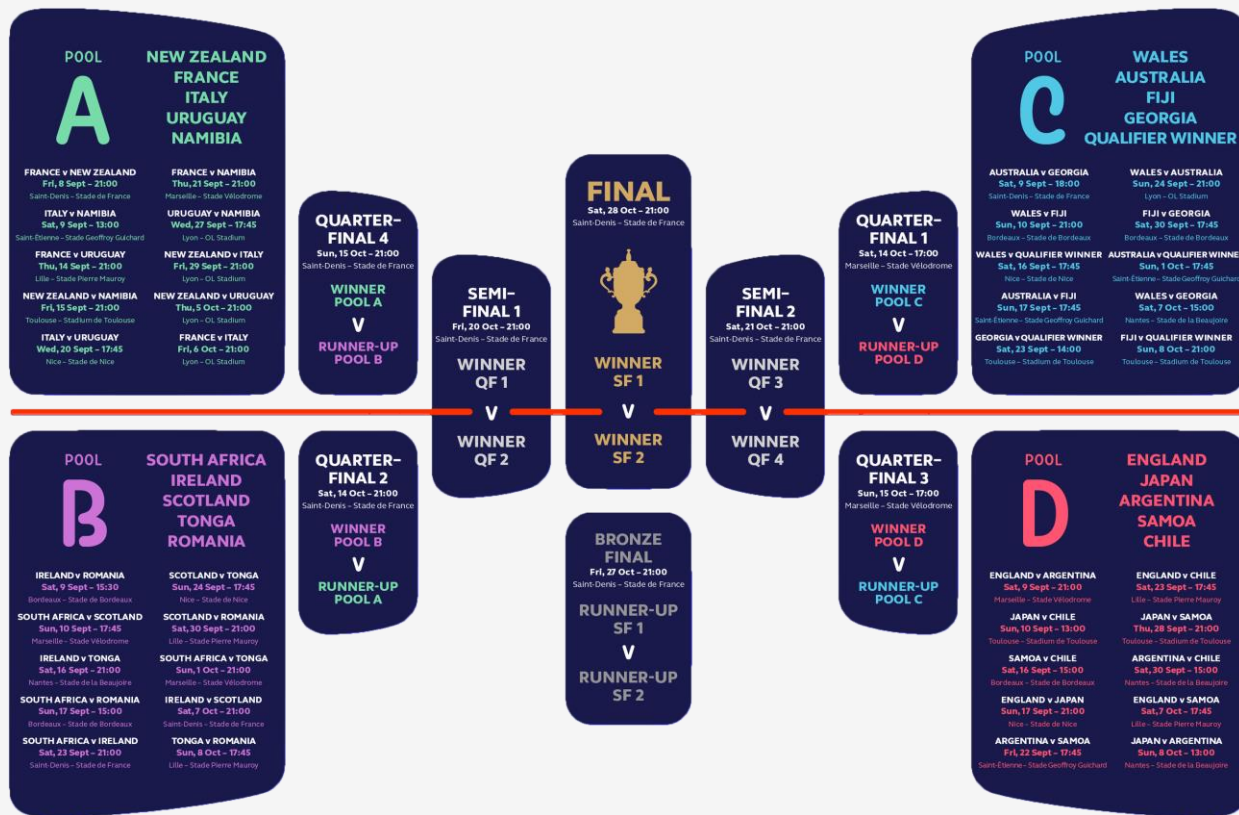 POOL
A
NEW ZEALAND
FRANCE
ITALY
URUGUAY
NAMIBIA
FRANCE v NEW ZEALAND
Fri, 8 Sept – 21:00
Saint-Denis – Stade de France
ITALY v NAMIBIA
Sat, 9 Sept – 13:00
Saint-Étienne – Stade Geoffroy Guichard
FRANCE v URUGUAY
Thu, 14 Sept – 21:00
Lille – Stade Pierre Mauroy
NEW ZEALAND v NAMIBIA
Fri, 15 Sept – 21:00
Toulouse – Stadium de Toulouse
ITALY v URUGUAY
Wed, 20 Sept – 17:45
Nice – Stade de Nice
FRANCE v NAMIBIA
Thu, 21 Sept – 21:00
Marseille – Stade Vélodrome
URUGUAY v NAMIBIA
Wed, 27 Sept – 17:45
Lyon – OL Stadium
NEW ZEALAND v ITALY
Fri, 29 Sept – 21:00
Lyon – OL Stadium
NEW ZEALAND v URUGUAY
Thu, 5 Oct – 21:00
Lyon – OL Stadium
FRANCE v ITALY
Fri, 6 Oct – 21:00
Lyon – OL Stadium
POOL
B
SOUTH AFRICA
IRELAND
SCOTLAND
TONGA
ROMANIA
IRELAND v ROMANIA
Sat, 9 Sept – 15:30
Bordeaux – Stade de Bordeaux
SOUTH AFRICA v SCOTLAND
Sun, 10 Sept – 17:45
Marseille – Stade Vélodrome
IRELAND v TONGA
Sat, 16 Sept – 21:00
Nantes – Stade de la Beaujoire
SOUTH AFRICA v ROMANIA
Sun, 17 Sept – 15:00
Bordeaux – Stade de Bordeaux
SOUTH AFRICA v IRELAND
Sat, 23 Sept – 21:00
Saint-Denis – Stade de France
SCOTLAND v TONGA
Sun, 24 Sept – 17:45
Nice – Stade de Nice
SCOTLAND v ROMANIA
Sat, 30 Sept – 21:00
Lille – Stade Pierre Mauroy
SOUTH AFRICA v TONGA
Sun, 1 Oct – 21:00
Marseille – Stade Vélodrome
IRELAND v SCOTLAND
Sat, 7 Oct – 21:00
Saint-Denis – Stade de France
TONGA v ROMANIA
Sun, 8 Oct – 17:45
Lille – Stade Pierre Mauroy
QUARTER-
FINAL 4
Sun, 15 Oct – 21:00
Saint-Denis – Stade de France
WINNER
POOL A
V
RUNNER-UP
POOL B
QUARTER-
FINAL 2
Sat, 14 Oct – 21:00
Saint-Denis – Stade de France
WINNER
POOL B
V
RUNNER-UP
POOL A
SEMI-
FINAL 1
Fri, 20 Oct – 21:00
Saint-Denis – Stade de France
WINNER
QF 1
V
WINNER
QF 2
FINAL
Sat, 28 Oct – 21:00
Saint-Denis – Stade de France
WINNER
SF 1
V
WINNER
SF 2
BRONZE
FINAL
Fri, 27 Oct – 21:00
Saint-Denis – Stade de France
RUNNER-UP
SF 1
V
RUNNER-UP
SF 2
SEMI-
FINAL 2
Sat, 21 Oct – 21:00
Saint-Denis – Stade de France
WINNER
QF 3
V
WINNER
QF 4
QUARTER-
FINAL 1
Sat, 14 Oct – 17:00
Marseille – Stade Vélodrome
WINNER
POOL C
V
RUNNER-UP
POOL D
QUARTER-
FINAL 3
Sun, 15 Oct – 17:00
Marseille – Stade Vélodrome
WINNER
POOL D
V
RUNNER-UP
POOL C
POOL
C
WALES
AUSTRALIA
FIJI
GEORGIA
QUALIFIER WINNER
AUSTRALIA v GEORGIA
Sat, 9 Sept – 18:00
Saint-Denis – Stade de France
WALES v FIJI
Sun, 10 Sept – 21:00
Bordeaux – Stade de Bordeaux
WALES v QUALIFIER WINNER
Sat, 16 Sept – 17:45
Nice – Stade de Nice
AUSTRALIA v FIJI
Sun, 17 Sept – 17:45
Saint-Étienne – Stade Geoffroy Guichard
GEORGIA v QUALIFIER WINNER
Sat, 23 Sept – 14:00
Toulouse – Stadium de Toulouse
WALES v AUSTRALIA
Sun, 24 Sept – 21:00
Lyon – OL Stadium
FIJI v GEORGIA
Sat, 30 Sept – 17:45
Bordeaux – Stade de Bordeaux
AUSTRALIA v QUALIFIER WINNE
Sun, 1 Oct – 17:45
Saint-Étienne – Stade Geoffroy Guichard
WALES v GEORGIA
Sat, 7 Oct – 15:00
Nantes – Stade de la Beaujoire
FIJI v QUALIFIER WINNER
Sun, 8 Oct – 21:00
Toulouse – Stadium de Toulouse
POOL
D
ENGLAND
JAPAN
ARGENTINA
SAMOA
CHILE
ENGLAND v ARGENTINA
Sat, 9 Sept – 21:00
Marseille – Stade Vélodrome
JAPAN v CHILE
Sun, 10 Sept – 13:00
Toulouse – Stadium de Toulouse
SAMOA v CHILE
Sat, 16 Sept – 15:00
Bordeaux – Stade de Bordeaux
ENGLAND v JAPAN
Sun, 17 Sept – 21:00
Nice – Stade de Nice
ARGENTINA v SAMOA
Fri, 22 Sept – 17:45
Saint-Étienne – Stade Geoffroy Guichard
ENGLAND v CHILE
Sat, 23 Sept – 17:45
Lille – Stade Pierre Mauroy
JAPAN v SAMOA
Thu, 28 Sept – 21:00
Toulouse – Stadium de Toulouse
ARGENTINA v CHILE
Sat, 30 Sept – 15:00
Nantes – Stade de la Beaujoire
ENGLAND v SAMOA
Sat, 7 Oct – 17:45
Lille – Stade Pierre Mauroy
JAPAN v ARGENTINA
Sun, 8 Oct – 13:00
Nantes – Stade de la Beaujoire